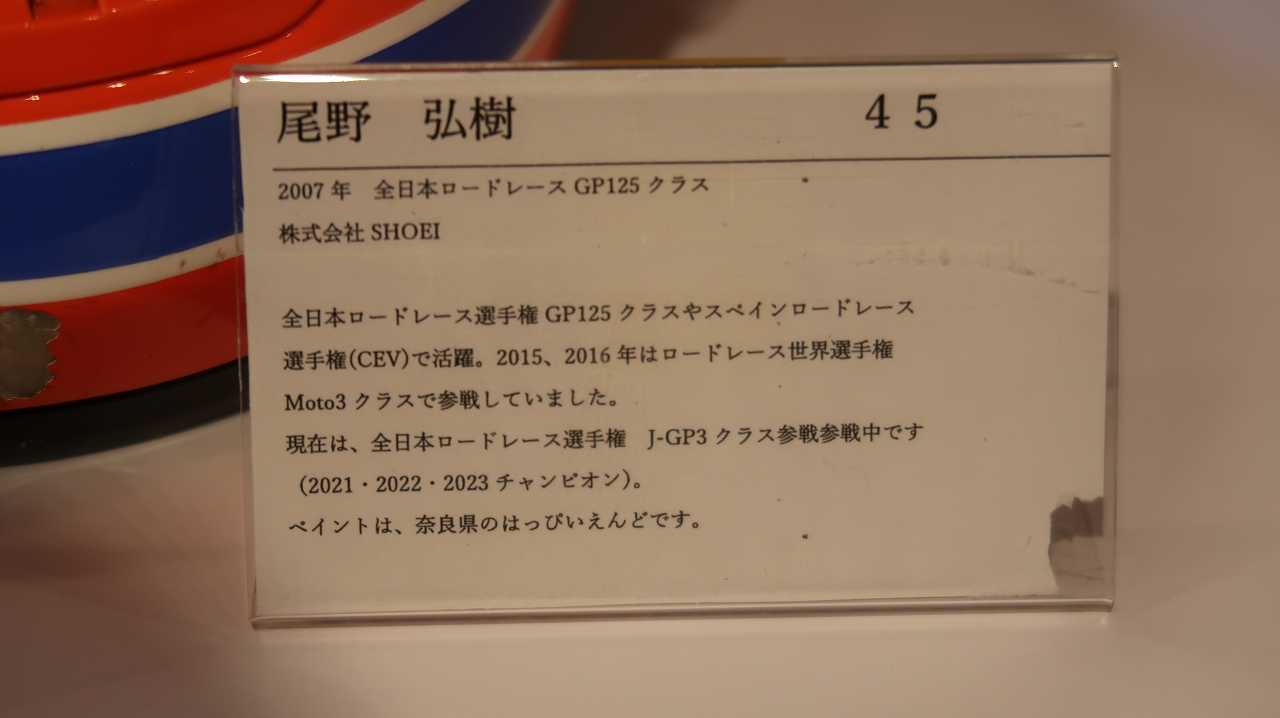 尾野　弘樹　４５
2007 年　全日本ロードレース GP125 クラス
株式会社 SHOEI
全日本ロードレース選手権 GP125 クラスやスペインロードレース
選手権(CEV)で活躍。2015、2016 年はロードレース世界選手権
Moto3 クラスで参戦していました。
現在は、全日本ロードレース選手権　J-GP3 クラス参戦参戦中です
（2021・2022・2023 チャンピオン）。
ペイントは、奈良県のはっぴいえんどです。